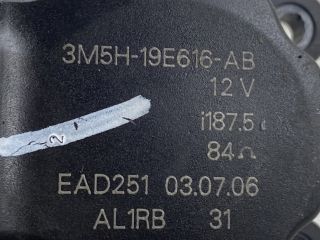 3M5H-19E616-AB
12 V
i187.5
84Ω
EAD251 03.07.06
AL1RB 31
2